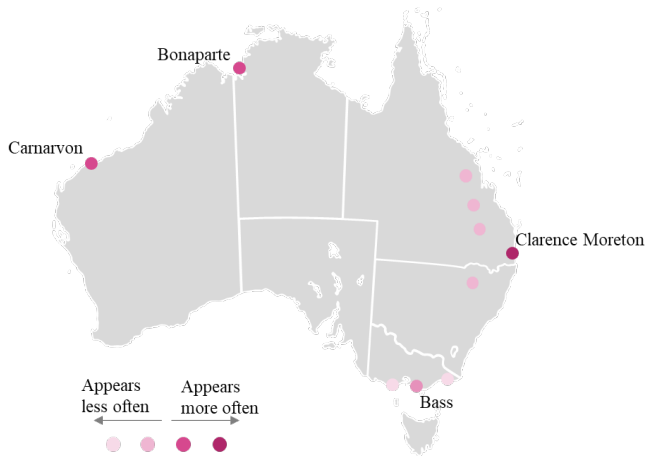 Bonaparte
Carnarvon
Clarence Moreton
Bass
Appears
less often
Appears
more often